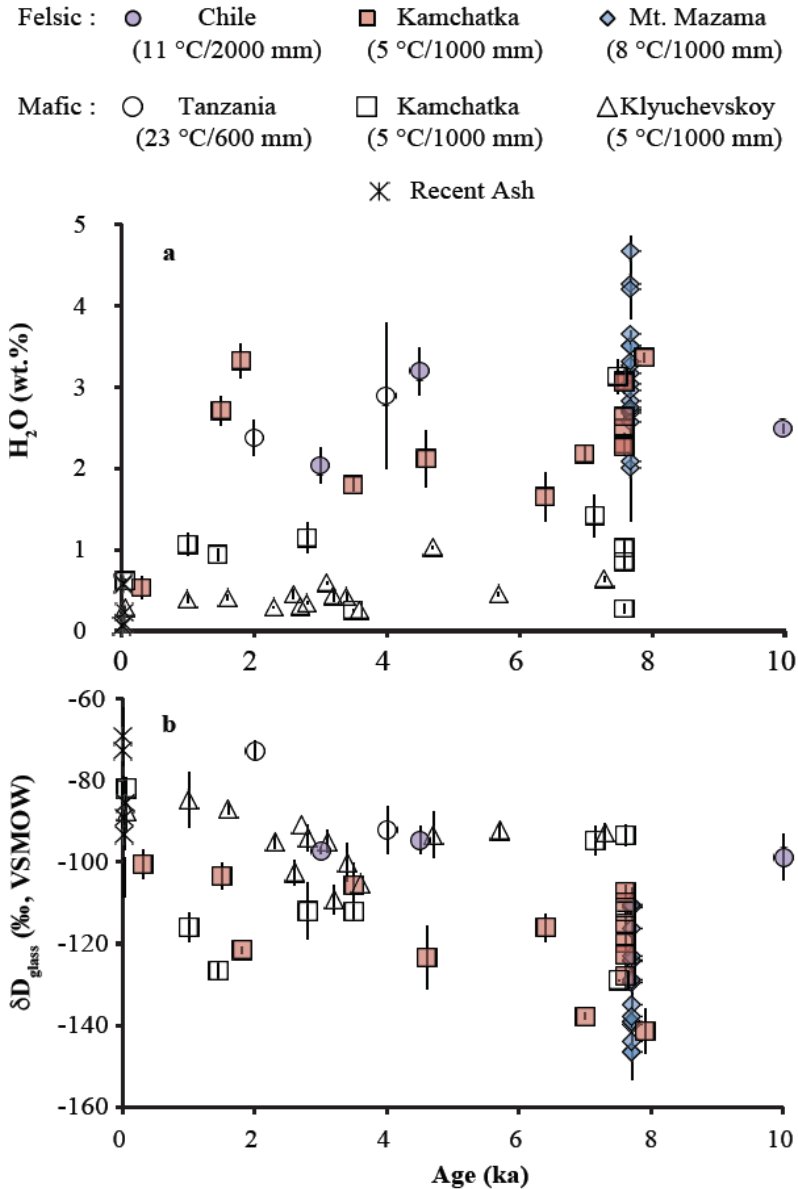 Felsic : Chile Kamchatka Mt. Mazama
(11 °C/2000 mm) (5 °C/1000 mm) (8 °C/1000 mm)
Mafic : Tanzania Kamchatka Klyuchevskoy
(23 °C/600 mm) (5 °C/1000 mm) (5 °C/1000 mm)
Recent Ash
a
H₂O (wt.%)
5
4
3
2
1
0
0 2 4 6 8 10
b
δD_glass (‰, VSMOW)
-60
-80
-100
-120
-140
-160
0 2 4 6 8 10
Age (ka)